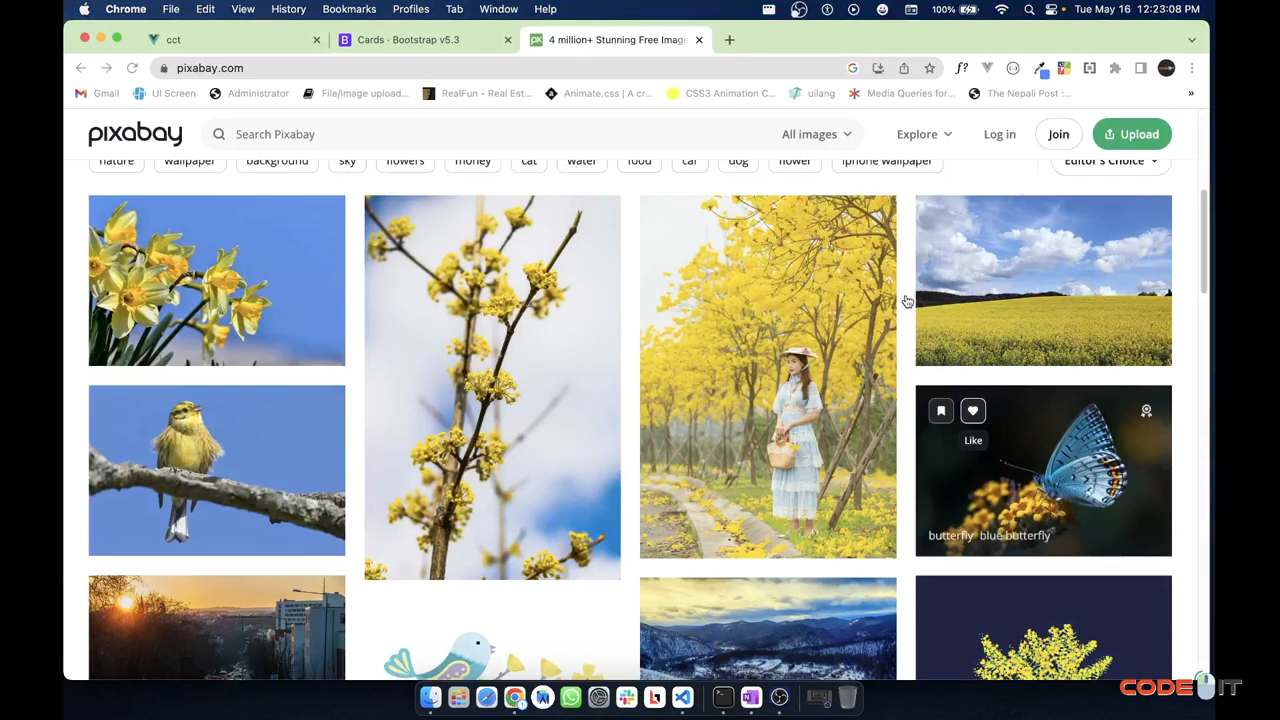 Chrome File Edit View History Bookmarks Profiles Tab Window Help 100% Tue May 16 12:23:08 PM
cct Cards · Bootstrap v5.3 4 million+ Stunning Free Image
pixabay.com f?
Gmail UI Screen Administrator File/Image upload... RealFun - Real Est... Animate.css | A cr... CSS3 Animation C... uilang Media Queries for... The Nepali Post :... »
pixabay Search Pixabay All images Explore Log in Join Upload
nature wallpaper background sky flowers money cat water food car dog flower iphone wallpaper Editor's Choice
Like
butterfly blue butterfly
CODE IT